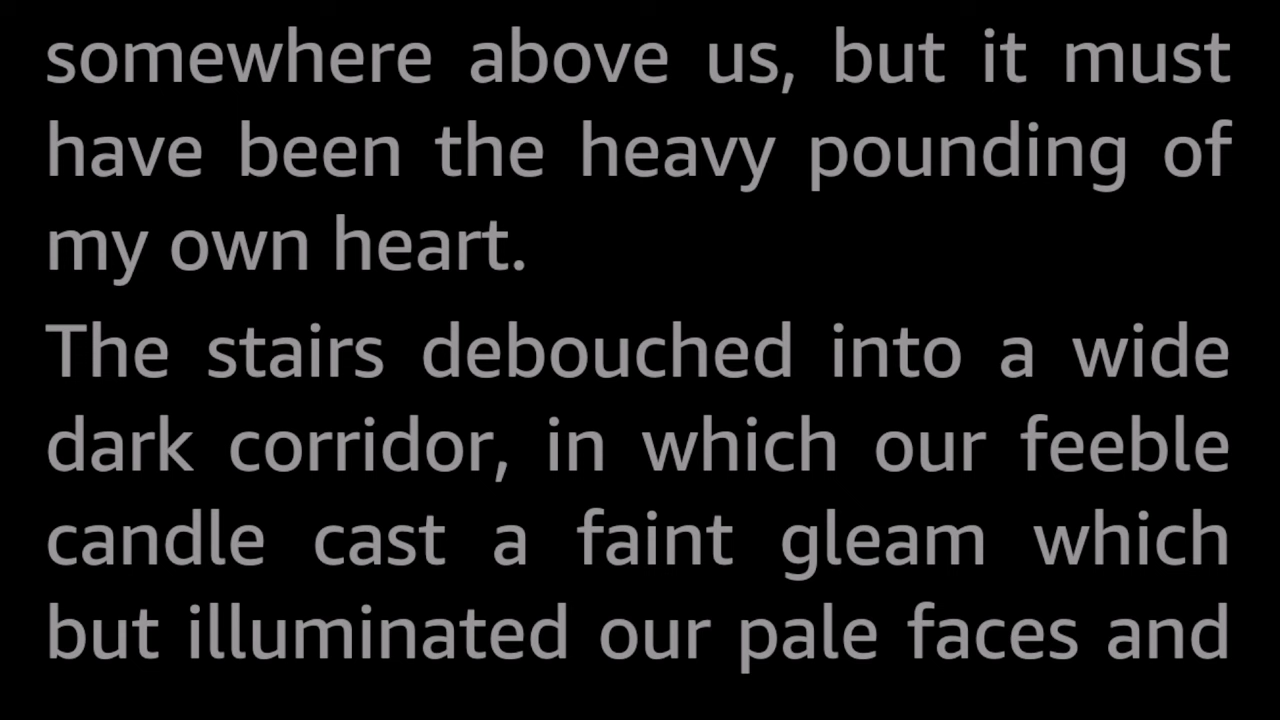 somewhere above us, but it must
have been the heavy pounding of
my own heart.
The stairs debouched into a wide
dark corridor, in which our feeble
candle cast a faint gleam which
but illuminated our pale faces and